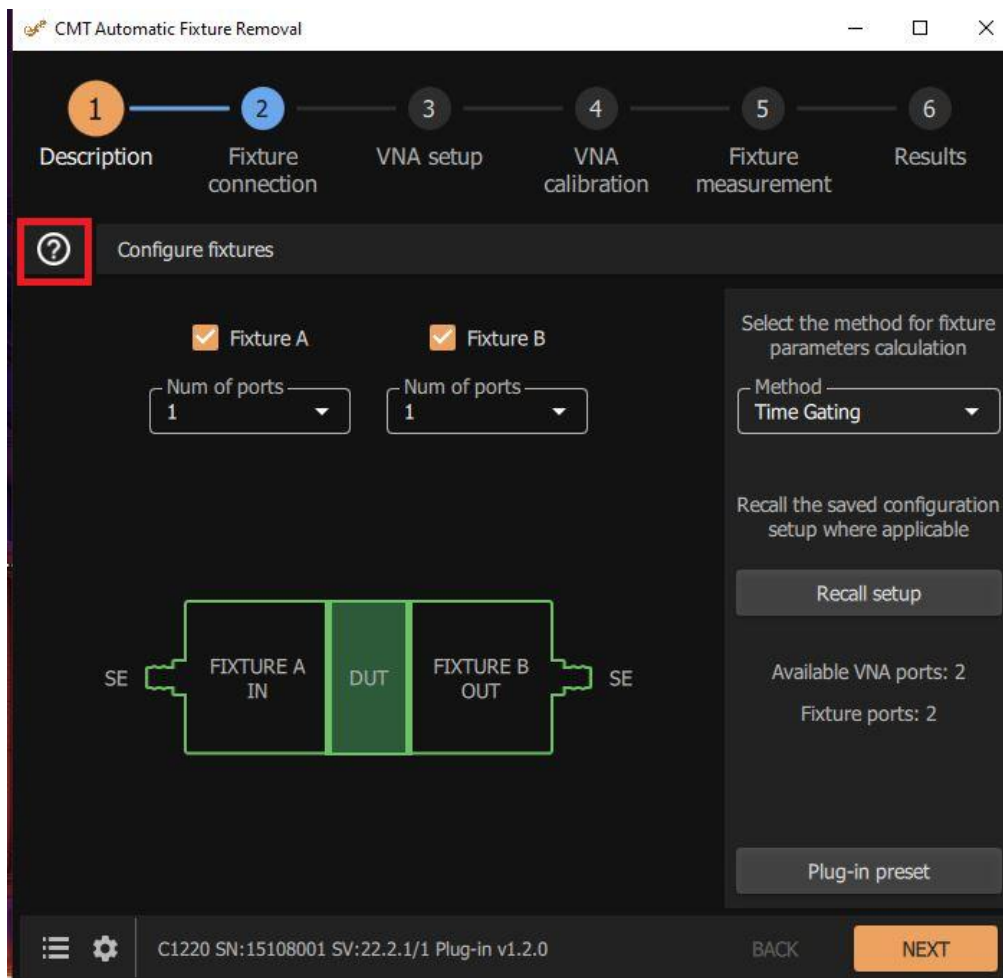 CMT Automatic Fixture Removal
1 2 3 4 5 6
Description Fixture VNA setup VNA Fixture Results
connection calibration measurement
? Configure fixtures
Fixture A Fixture B
Num of ports Num of ports
1 1
Select the method for fixture
parameters calculation
Method
Time Gating
Recall the saved configuration
setup where applicable
Recall setup
SE FIXTURE A DUT FIXTURE B SE
IN OUT
Available VNA ports: 2
Fixture ports: 2
Plug-in preset
C1220 SN:15108001 SV:22.2.1/1 Plug-in v1.2.0 BACK NEXT